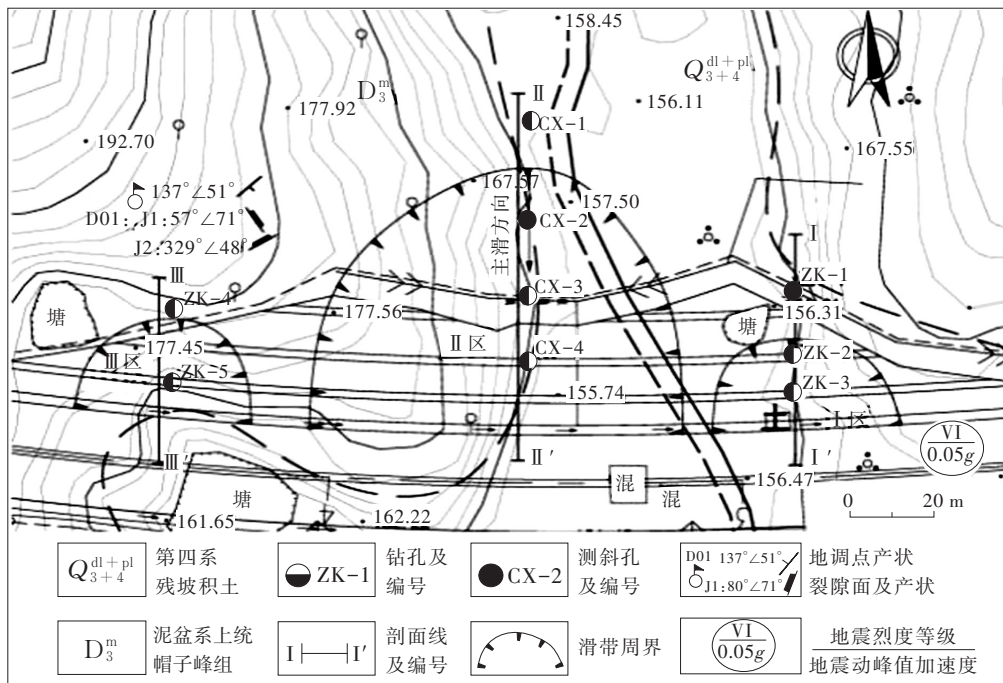 158.45
D₃ᵐ
177.92
Q₃₊₄ᵈˡ⁺ᵖˡ
Ⅱ
CX-1
156.11
192.70
167.55
137°∠51°
D01:J1:57°∠71°
J2:329°∠48°
167.57
157.50
CX-2
主滑方向
Ⅰ
Ⅲ
ZK-4
CX-3
ZK-1
156.31
塘
177.56
塘
177.45
Ⅲ区
Ⅱ区
CX-4
ZK-2
ZK-5
155.74
ZK-3
Ⅰ区
Ⅲ′
Ⅱ′
Ⅰ′
VI
0.05g
塘
混
混
156.47
0 20 m
161.65
162.22
Q₃₊₄ᵈˡ⁺ᵖˡ
第四系
残坡积土
ZK-1
钻孔及
编号
CX-2
测斜孔
及编号
D01 137°∠51°
J1:80°∠71°
地调点产状
裂隙面及产状
D₃ᵐ
泥盆系上统
帽子峰组
Ⅰ Ⅰ′
剖面线
及编号
滑带周界
VI
0.05g
地震烈度等级
地震动峰值加速度